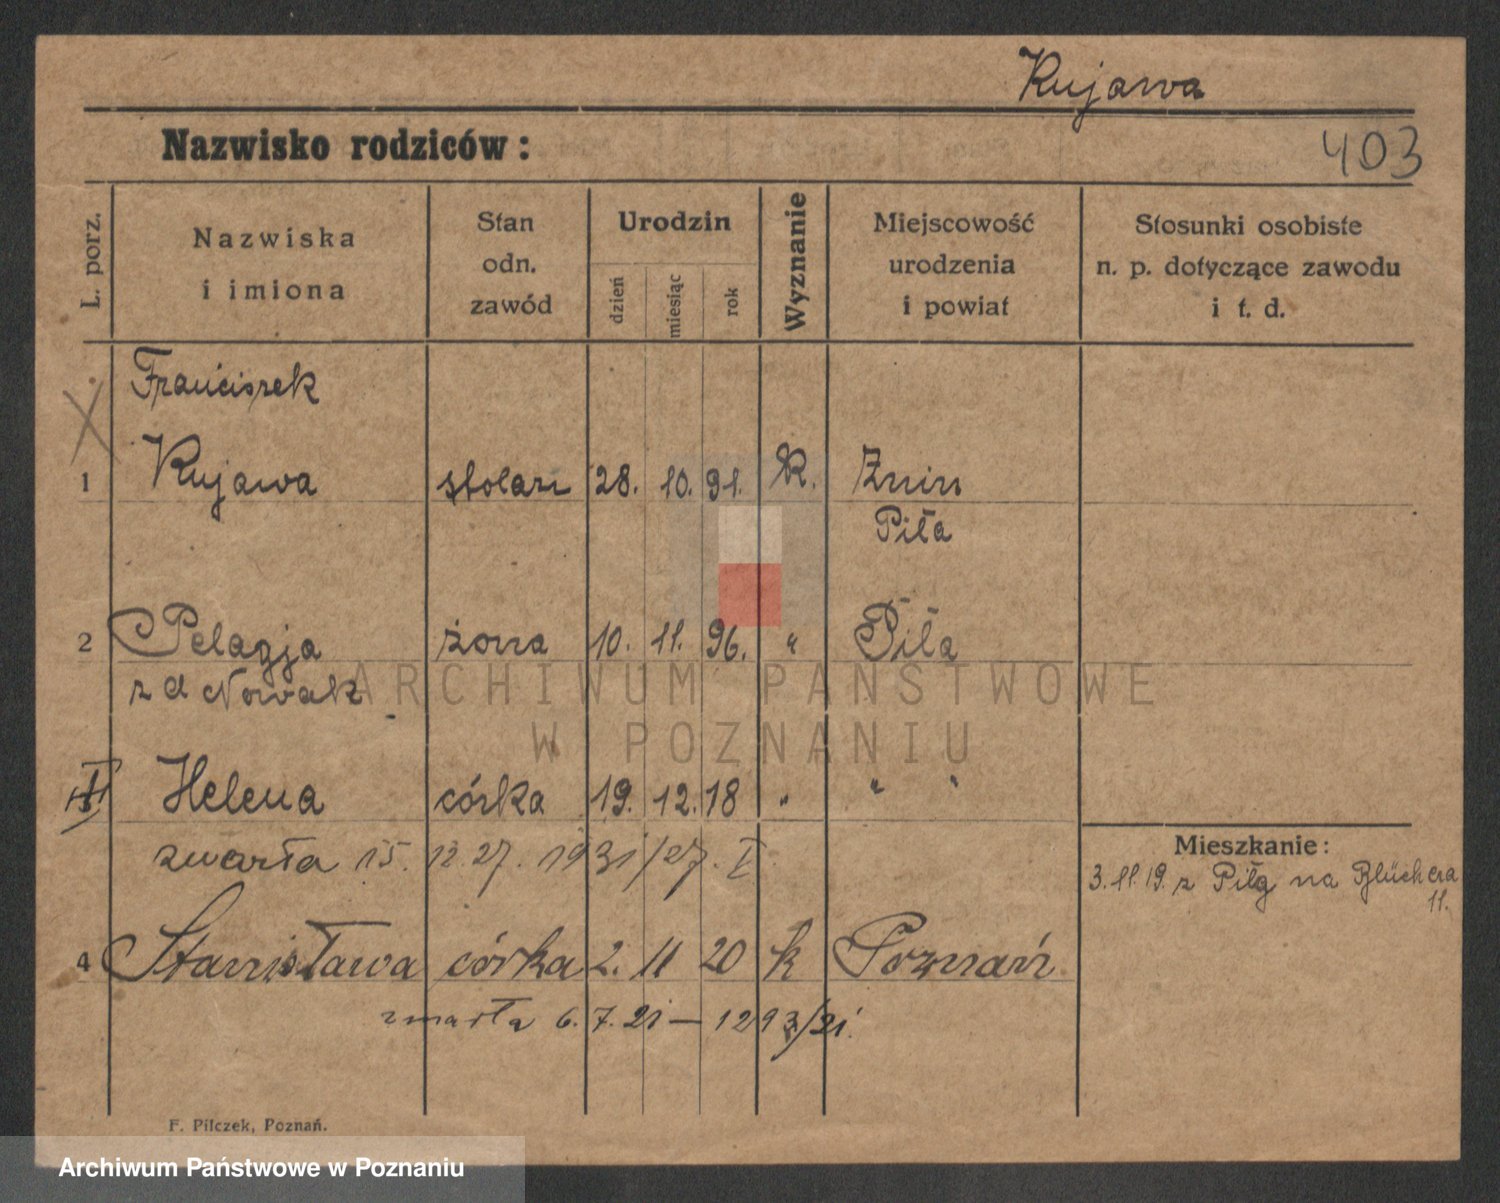 Kujawa
Nazwisko rodziców:
403
L. porz.
Nazwiska
i imiona
Stan
odn.
zawód
Urodzin
dzień
miesiąc
rok
Wyznanie
Miejscowość
urodzenia
i powiat
Stosunki osobiste
n. p. dotyczące zawodu
i t. d.
Franciszek
1 Kujawa stolarz 28. 10. 91. K. Żnin
Piła
2 Pelagja żona 10. 11. 96. " Piła
z d Nowak
Helena córka 19. 12. 18 " " "
zmarła 15. 12. 27. 1931/27. I
Mieszkanie:
3. 11. 19. z Piłą na Blüchera
11.
4 Stanisława córka 2. 11 20 k Poznań
zmarła 6. 7. 21 — 1293/21.
F. Pilczek, Poznań.
ARCHIWUM PAŃSTWOWE
W POZNANIU
Archiwum Państwowe w Poznaniu